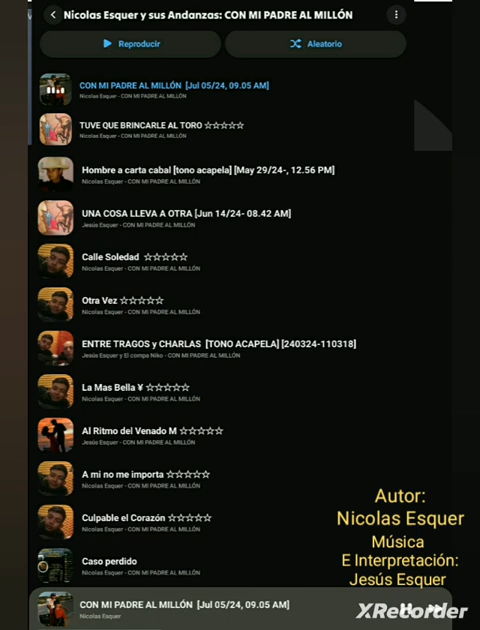 Nicolas Esquer y sus Andanzas: CON MI PADRE AL MILLÓN
Reproducir
Aleatorio
CON MI PADRE AL MILLÓN [Jul 05/24, 09.05 AM]
Nicolas Esquer - CON MI PADRE AL MILLÓN
TUVE QUE BRINCARLE AL TORO ☆☆☆☆☆
Nicolas Esquer - CON MI PADRE AL MILLÓN
Hombre a carta cabal [tono acapela] [May 29/24-, 12.56 PM]
Nicolas Esquer - CON MI PADRE AL MILLÓN
UNA COSA LLEVA A OTRA [Jun 14/24- 08.42 AM]
Jesús Esquer - CON MI PADRE AL MILLÓN
Calle Soledad ☆☆☆☆☆
Nicolas Esquer - CON MI PADRE AL MILLÓN
Otra Vez ☆☆☆☆☆
Nicolas Esquer - CON MI PADRE AL MILLÓN
ENTRE TRAGOS y CHARLAS [TONO ACAPELA] [240324-110318]
Jesús Esquer y El compa Niko - CON MI PADRE AL MILLÓN
La Mas Bella ¥ ☆☆☆☆☆
Nicolas Esquer - CON MI PADRE AL MILLÓN
Al Ritmo del Venado M ☆☆☆☆☆
Jesús Esquer - CON MI PADRE AL MILLÓN
A mi no me importa ☆☆☆☆☆
Nicolas Esquer - CON MI PADRE AL MILLÓN
Culpable el Corazón ☆☆☆☆☆
Nicolas Esquer - CON MI PADRE AL MILLÓN
Caso perdido
Nicolas Esquer - CON MI PADRE AL MILLÓN
Autor:
Nicolas Esquer
Música
E Interpretación:
Jesús Esquer
CON MI PADRE AL MILLÓN [Jul 05/24, 09.05 AM]
Nicolas Esquer
XRecorder